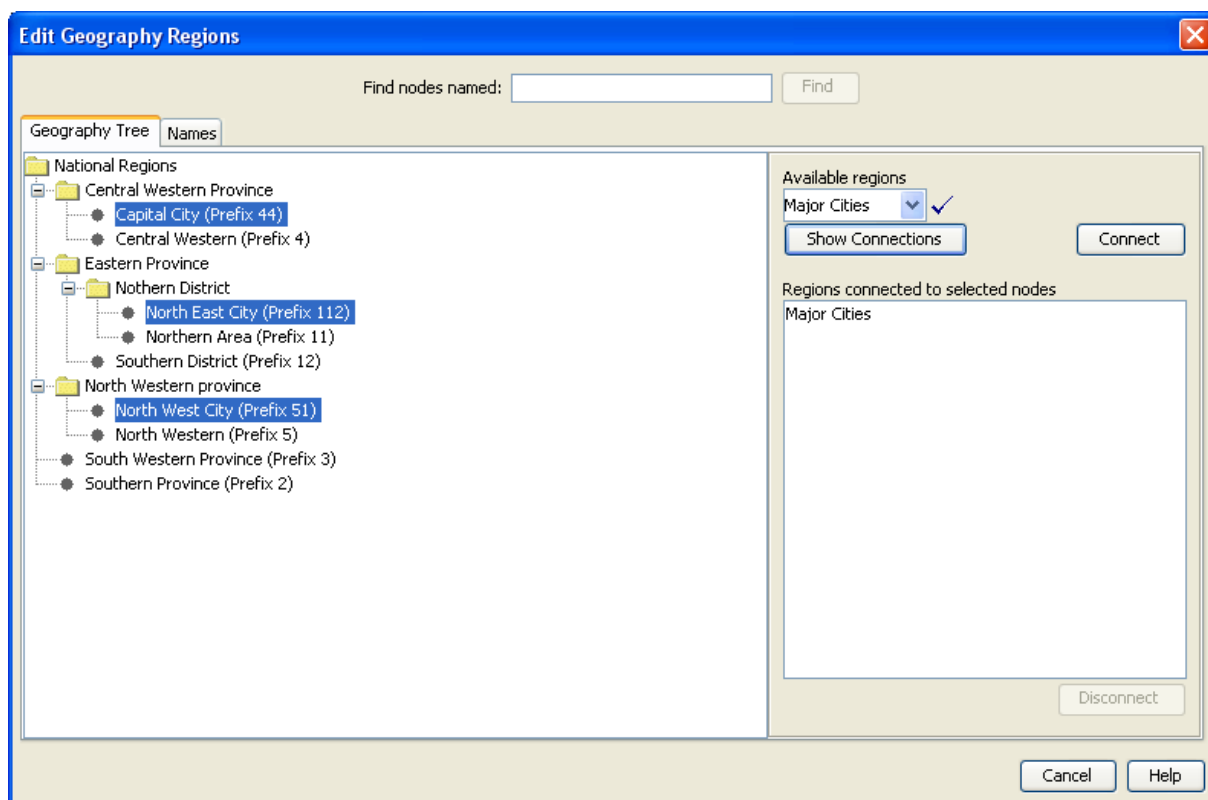 Edit Geography Regions
Find nodes named:
Find
Geography Tree
Names
National Regions
Central Western Province
Capital City (Prefix 44)
Central Western (Prefix 4)
Eastern Province
Nothern District
North East City (Prefix 112)
Northern Area (Prefix 11)
Southern District (Prefix 12)
North Western province
North West City (Prefix 51)
North Western (Prefix 5)
South Western Province (Prefix 3)
Southern Province (Prefix 2)
Available regions
Major Cities
Show Connections
Connect
Regions connected to selected nodes
Major Cities
Disconnect
Cancel
Help